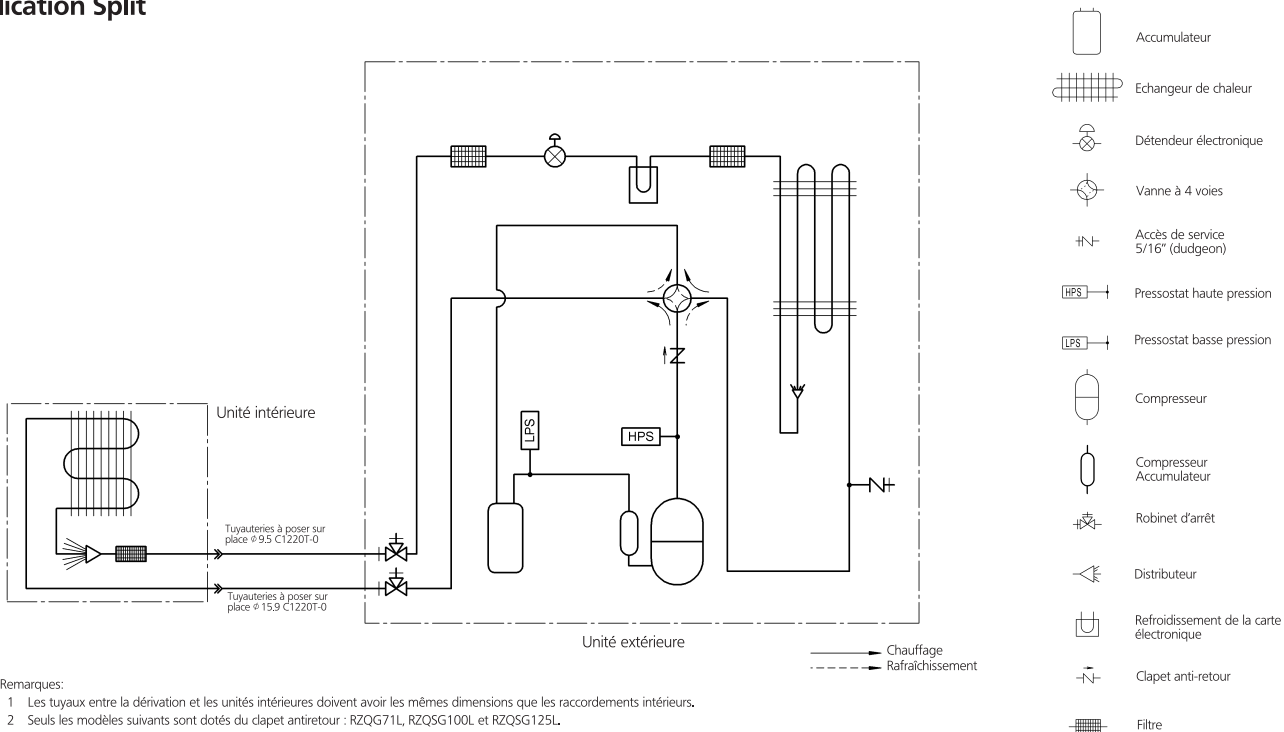 lication Split
Accumulateur
Echangeur de chaleur
Détendeur électronique
Vanne à 4 voies
Accès de service
5/16" (dudgeon)
HPS
Pressostat haute pression
LPS
Pressostat basse pression
Compresseur
Compresseur
Accumulateur
Robinet d'arrêt
Distributeur
Refroidissement de la carte
électronique
Clapet anti-retour
Filtre
Unité intérieure
LPS
HPS
Tuyauteries à poser sur
place ϕ 9.5 C1220T-0
Tuyauteries à poser sur
place ϕ 15.9 C1220T-0
Unité extérieure
Chauffage
Rafraîchissement
Remarques:
1 Les tuyaux entre la dérivation et les unités intérieures doivent avoir les mêmes dimensions que les raccordements intérieurs.
2 Seuls les modèles suivants sont dotés du clapet antiretour : RZQG71L, RZQSG100L et RZQSG125L.